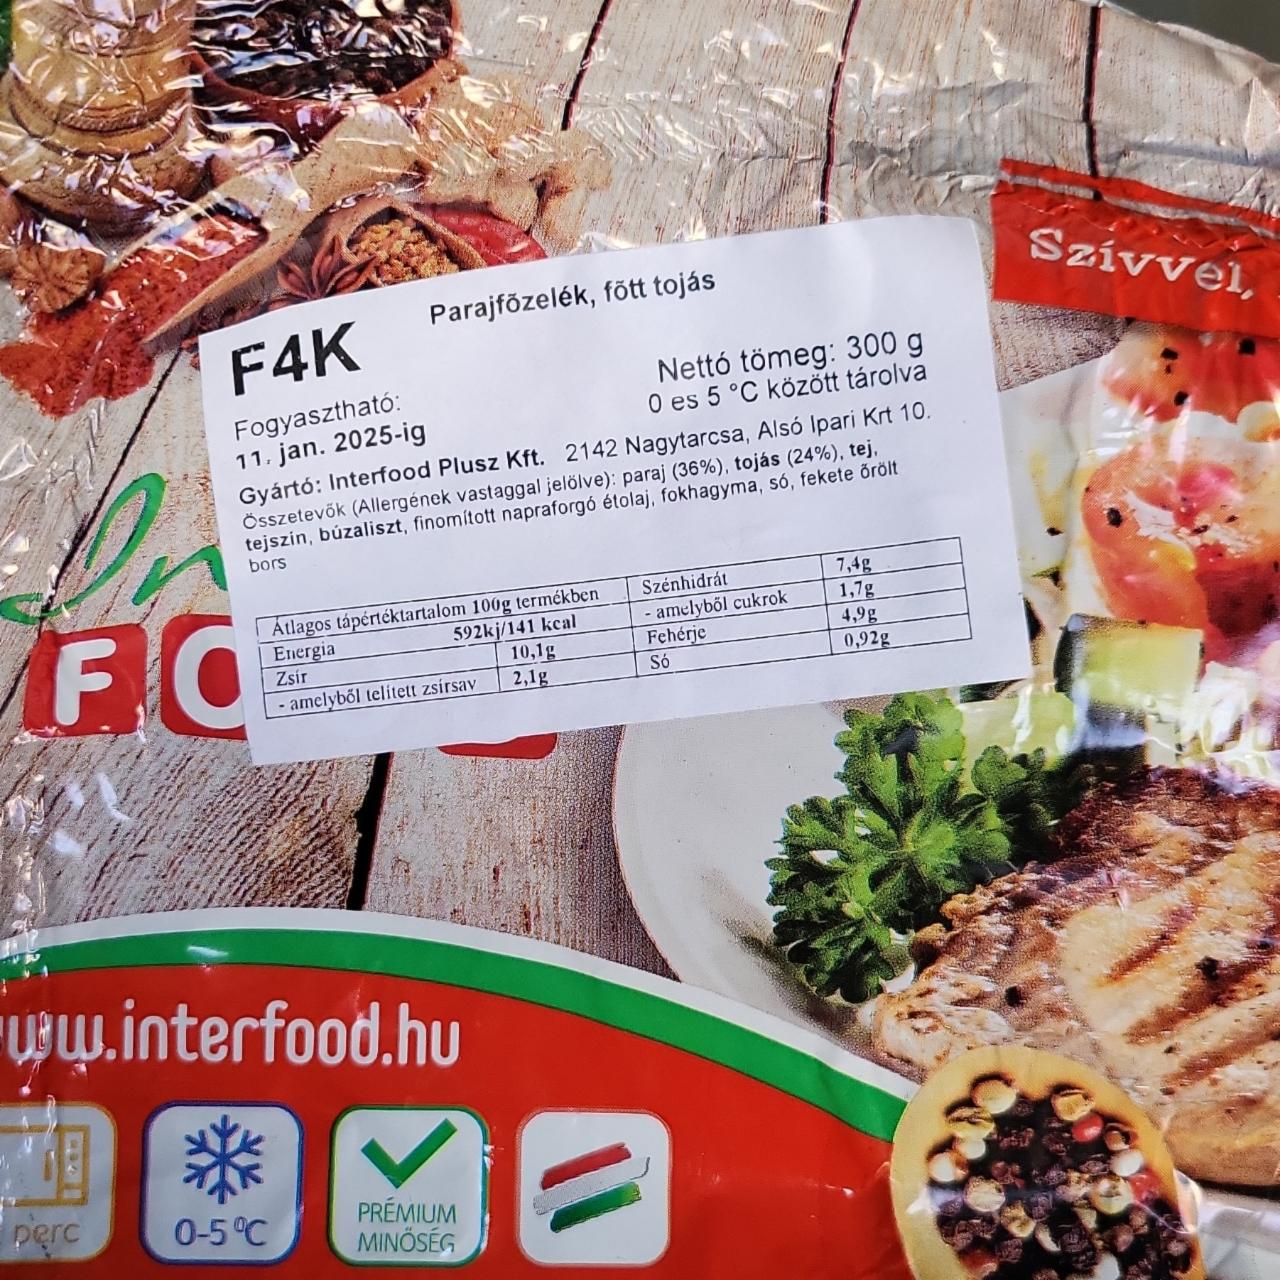 Szívvel,
Parajfõzelék, fõtt tojás
F4K
Nettó tömeg: 300 g
0 es 5 °C között tárolva
Fogyasztható:
11. jan. 2025-ig
Gyártó: Interfood Plusz Kft. 2142 Nagytarcsa, Alsó Ipari Krt 10.
Összetevők (Allergének vastaggal jelölve): paraj (36%), tojás (24%), tej,
tejszín, búzaliszt, finomított napraforgó étolaj, fokhagyma, só, fekete őrölt
bors
Átlagos tápértéktartalom 100g termékben
Energia 592kj/141 kcal
Zsír 10,1g
- amelyből telített zsírsav 2,1g
Szénhidrát 7,4g
- amelyből cukrok 1,7g
Fehérje 4,9g
Só 0,92g
In
FO
www.interfood.hu
perc
0-5 °C
PRÉMIUM
MINŐSÉG